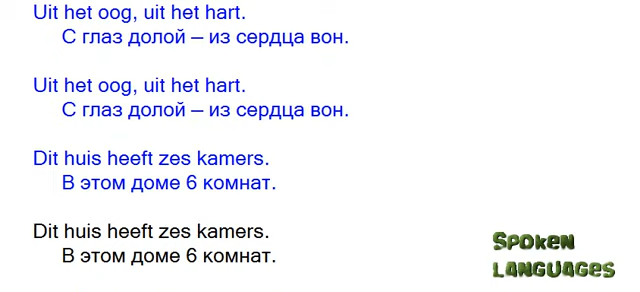 Uit het oog, uit het hart.
С глаз долой – из сердца вон.
Uit het oog, uit het hart.
С глаз долой – из сердца вон.
Dit huis heeft zes kamers.
В этом доме 6 комнат.
Dit huis heeft zes kamers.
В этом доме 6 комнат.
Spoken
Languages